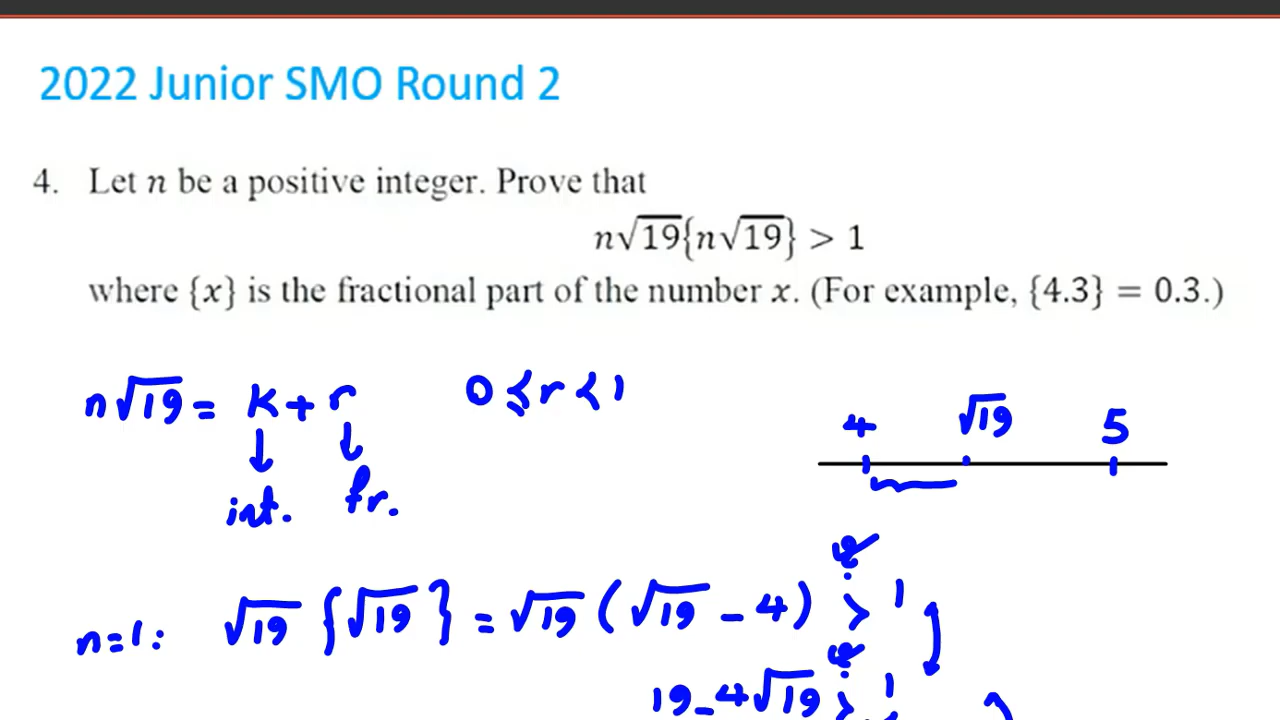 2022 Junior SMO Round 2
4. Let n be a positive integer. Prove that
n√19{n√19} > 1
where {x} is the fractional part of the number x. (For example, {4.3} = 0.3.)
n√19 = k + r 0 ≤ r < 1
↓ ↓
int. fr.
4 √19 5
n=1: √19 {√19} = √19 (√19 - 4) > 1
19 - 4√19 > 1